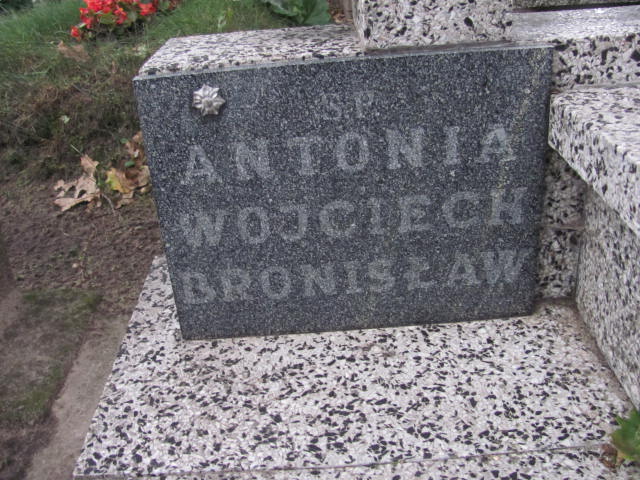 Ś.P.
ANTONIA
WOJCIECH
BRONISŁAW